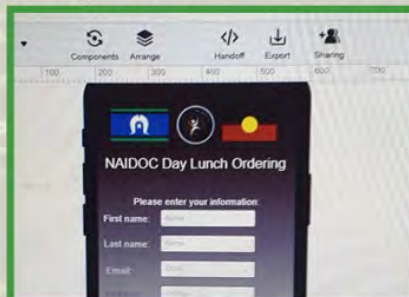 Components Arrange Handoff Export Sharing
100 200 300 400 500 600 700
NAIDOC Day Lunch Ordering
Please enter your information:
First name:
Last name:
Email: